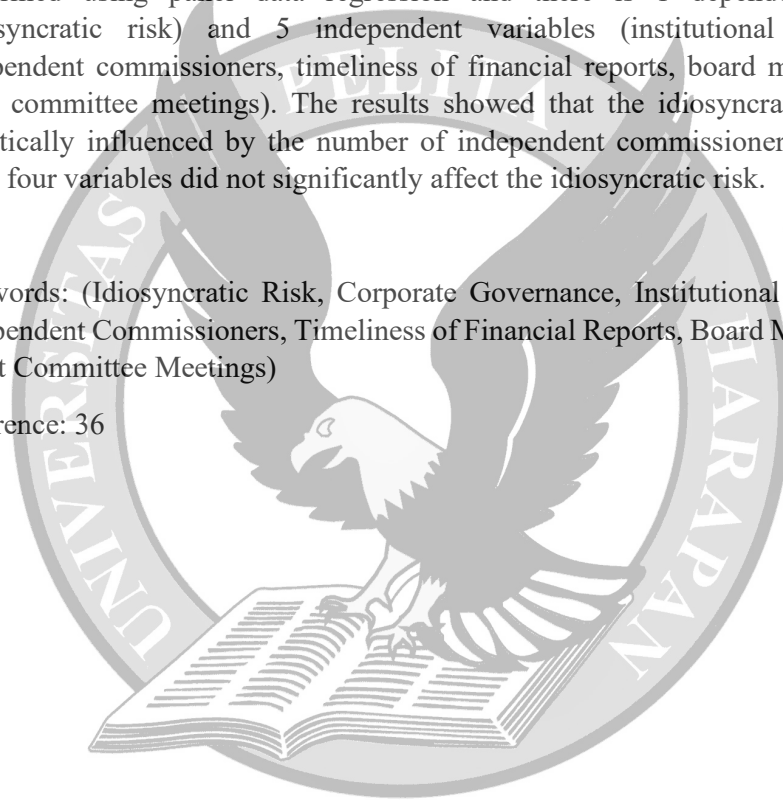 using panel data regression and there is
syncratic risk) and 5 independent variables (institutional
pendent commissioners, timeliness of financial reports, board m
committee meetings). The results showed that the idiosyncra
tically influenced by the number of independent commissioner
four variables did not significantly affect the idiosyncratic risk.
words: (Idiosyncratic Risk, Corporate Governance, Institutional
pendent Commissioners, Timeliness of Financial Reports, Board M
t Committee Meetings)
rence: 36
UNIVERSITAS PELITA HARAPAN